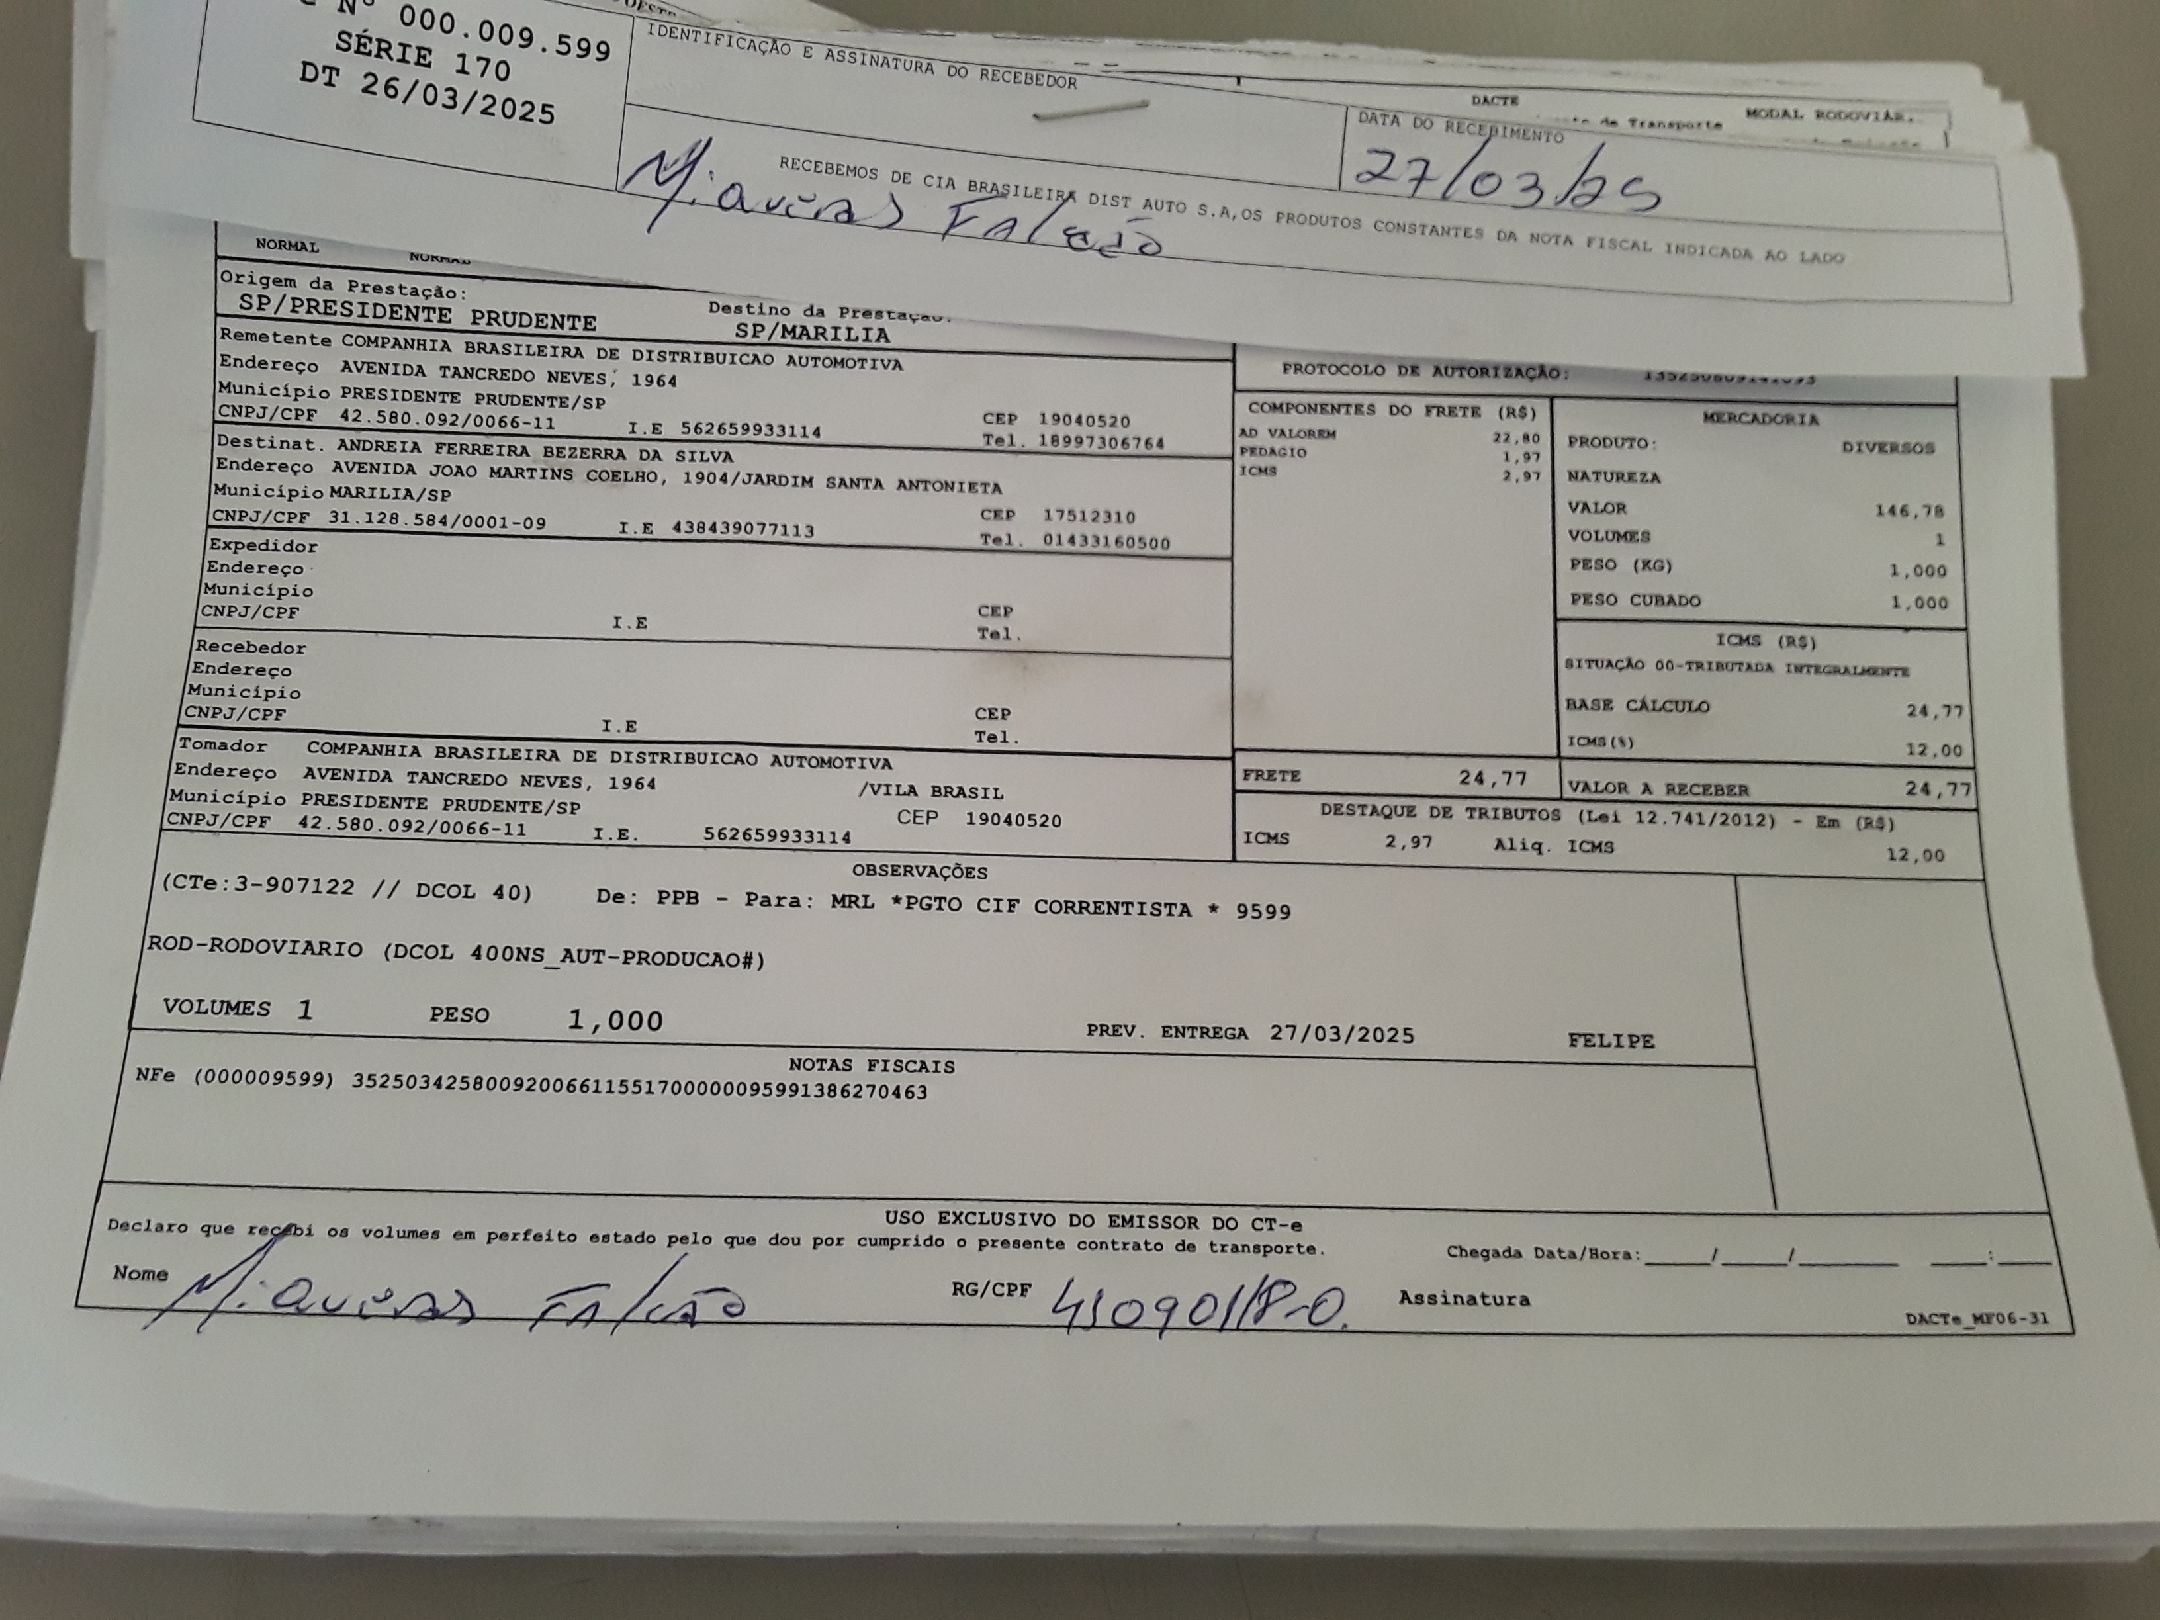 Nº 000.009.599
SÉRIE 170
DT 26/03/2025
IDENTIFICAÇÃO E ASSINATURA DO RECEBEDOR
DATA DO RECEBIMENTO
27/03/25
RECEBEMOS DE CIA BRASILEIRA DIST AUTO S.A,OS PRODUTOS CONSTANTES DA NOTA FISCAL INDICADA AO LADO
Miquéias Falcão
DACTE
de Transporte
MODAL RODOVIÁR.
NORMAL NORMAL
Origem da Prestação: Destino da Prestação:
SP/PRESIDENTE PRUDENTE SP/MARILIA
Remetente COMPANHIA BRASILEIRA DE DISTRIBUICAO AUTOMOTIVA
Endereço AVENIDA TANCREDO NEVES, 1964
Município PRESIDENTE PRUDENTE/SP CEP 19040520
CNPJ/CPF 42.580.092/0066-11 I.E 562659933114 Tel. 18997306764
Destinat. ANDREIA FERREIRA BEZERRA DA SILVA
Endereço AVENIDA JOAO MARTINS COELHO, 1904/JARDIM SANTA ANTONIETA
Município MARILIA/SP CEP 17512310
CNPJ/CPF 31.128.584/0001-09 I.E 438439077113 Tel. 01433160500
Expedidor
Endereço
Município CEP
CNPJ/CPF I.E Tel.
Recebedor
Endereço
Município CEP
CNPJ/CPF I.E Tel.
Tomador COMPANHIA BRASILEIRA DE DISTRIBUICAO AUTOMOTIVA
Endereço AVENIDA TANCREDO NEVES, 1964 /VILA BRASIL
Município PRESIDENTE PRUDENTE/SP CEP 19040520
CNPJ/CPF 42.580.092/0066-11 I.E. 562659933114
PROTOCOLO DE AUTORIZAÇÃO:
COMPONENTES DO FRETE (R$)
AD VALOREM 22,80
PEDAGIO 1,97
ICMS 2,97
FRETE 24,77
MERCADORIA
PRODUTO: DIVERSOS
NATUREZA
VALOR 146,78
VOLUMES 1
PESO (KG) 1,000
PESO CUBADO 1,000
ICMS (R$)
SITUAÇÃO 00-TRIBUTADA INTEGRALMENTE
BASE CÁLCULO 24,77
ICMS(%) 12,00
VALOR A RECEBER 24,77
DESTAQUE DE TRIBUTOS (Lei 12.741/2012) - Em (R$)
ICMS 2,97 Aliq. ICMS 12,00
OBSERVAÇÕES
(CTe:3-907122 // DCOL 40) De: PPB - Para: MRL *PGTO CIF CORRENTISTA * 9599
ROD-RODOVIARIO (DCOL 400NS_AUT-PRODUCAO#)
VOLUMES 1 PESO 1,000 PREV. ENTREGA 27/03/2025 FELIPE
NOTAS FISCAIS
NFe (000009599) 35250342580092006611551700000095991386270463
USO EXCLUSIVO DO EMISSOR DO CT-e
Declaro que recebi os volumes em perfeito estado pelo que dou por cumprido o presente contrato de transporte. Chegada Data/Hora:____/____/______ ____:____
Nome Miquéias Falcão RG/CPF 41090118-0. Assinatura
DACTe_MF06-31